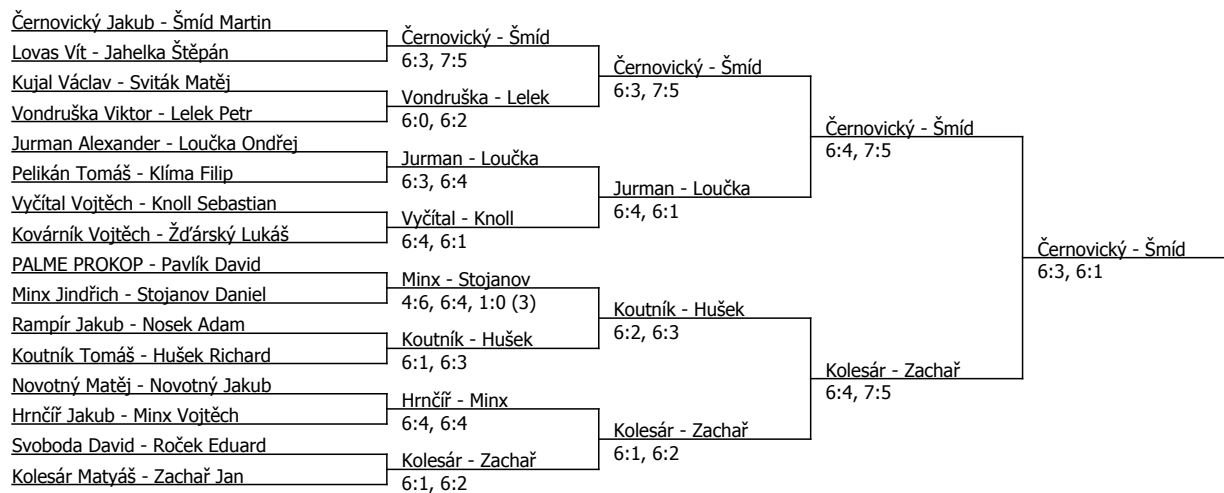 Černovický Jakub - Šmíd Martin
Lovas Vít - Jahelka Štěpán
Kujal Václav - Sviták Matěj
Vondruška Viktor - Lelek Petr
Jurman Alexander - Loučka Ondřej
Pelikán Tomáš - Klíma Filip
Vyčítal Vojtěch - Knoll Sebastian
Kovárník Vojtěch - Žďárský Lukáš
PALME PROKOP - Pavlík David
Minx Jindřich - Stojanov Daniel
Rampír Jakub - Nosek Adam
Koutník Tomáš - Hušek Richard
Novotný Matěj - Novotný Jakub
Hrnčíř Jakub - Minx Vojtěch
Svoboda David - Roček Eduard
Kolesár Matyáš - Zachař Jan
Černovický - Šmíd
6:3, 7:5
Vondruška - Lelek
6:0, 6:2
Jurman - Loučka
6:3, 6:4
Vyčítal - Knoll
6:4, 6:1
Minx - Stojanov
4:6, 6:4, 1:0 (3)
Koutník - Hušek
6:1, 6:3
Hrnčíř - Minx
6:4, 6:4
Kolesár - Zachař
6:1, 6:2
Černovický - Šmíd
6:3, 7:5
Jurman - Loučka
6:4, 6:1
Koutník - Hušek
6:2, 6:3
Kolesár - Zachař
6:1, 6:2
Černovický - Šmíd
6:4, 7:5
Kolesár - Zachař
6:4, 7:5
Černovický - Šmíd
6:3, 6:1